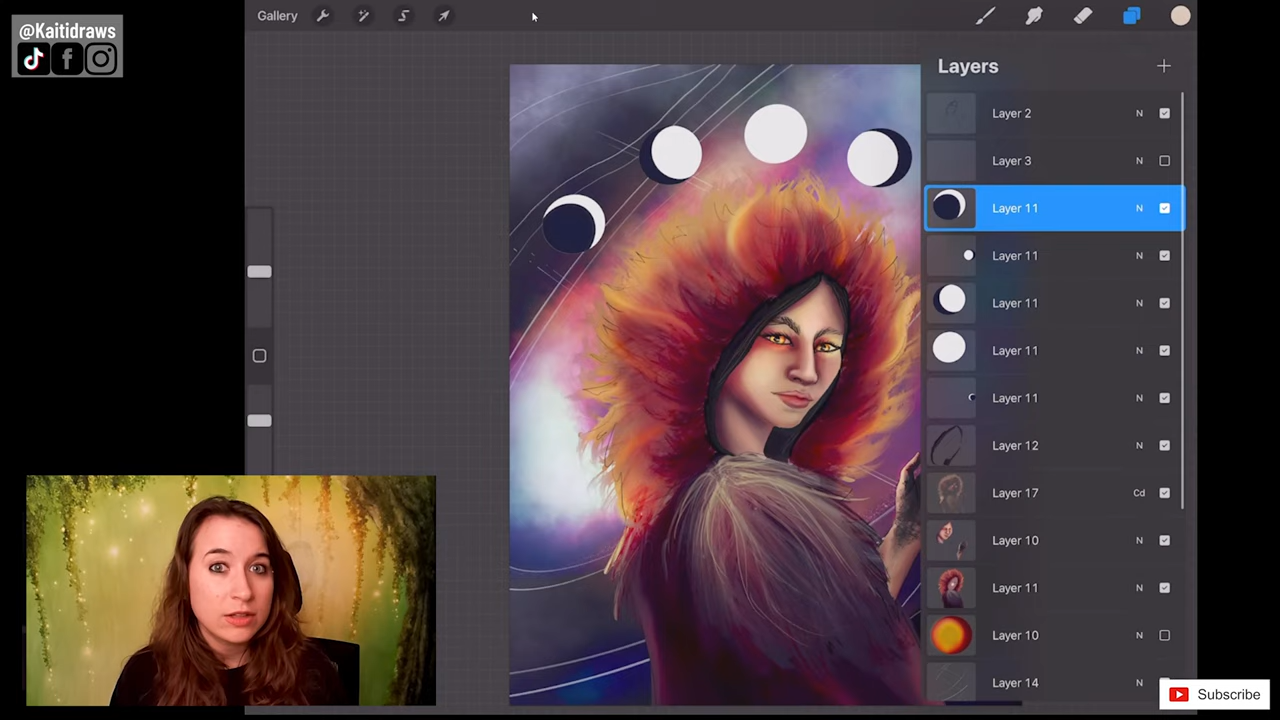 @Kaitidraws
Gallery
Layers
Layer 2 N
Layer 3 N
Layer 11 N
Layer 11 N
Layer 11 N
Layer 11 N
Layer 11 N
Layer 12 N
Layer 17 Cd
Layer 10 N
Layer 11 N
Layer 10 N
Layer 14 N
Subscribe